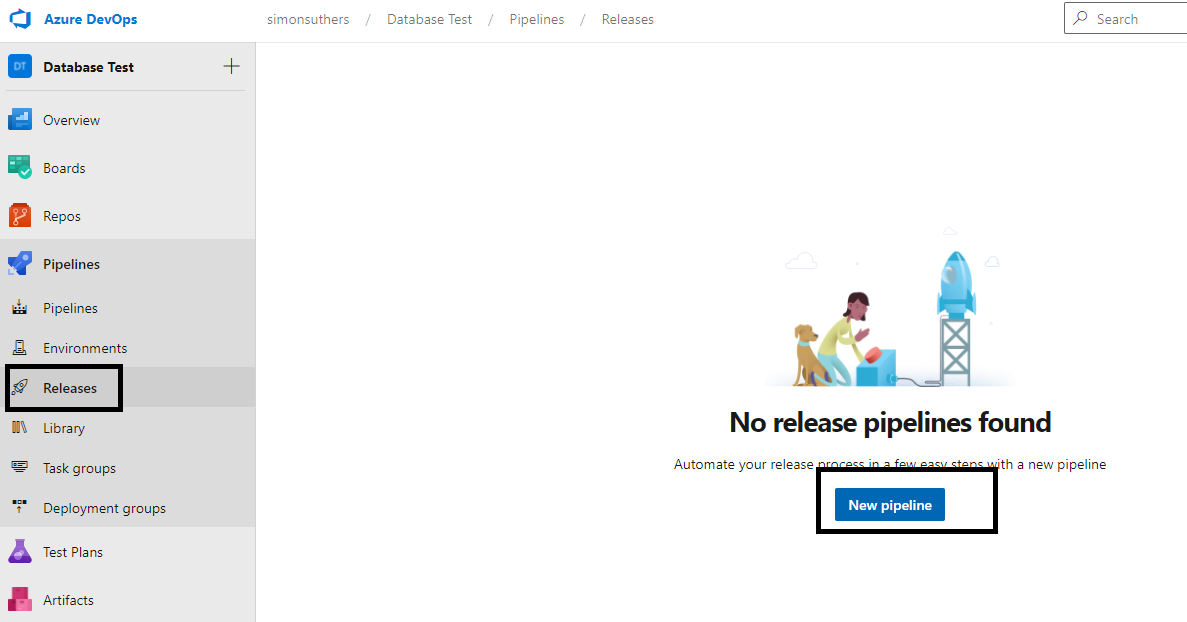 Azure DevOps
simonsuthers / Database Test / Pipelines / Releases
Search
DT Database Test
Overview
Boards
Repos
Pipelines
Pipelines
Environments
Releases
Library
Task groups
Deployment groups
Test Plans
Artifacts
No release pipelines found
Automate your release process in a few easy steps with a new pipeline
New pipeline